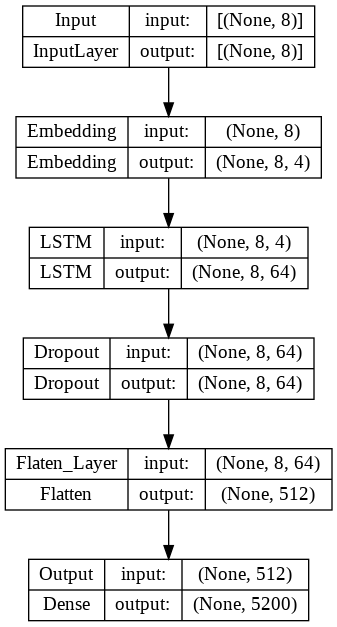 Input input: [(None, 8)]
InputLayer output: [(None, 8)]
Embedding input: (None, 8)
Embedding output: (None, 8, 4)
LSTM input: (None, 8, 4)
LSTM output: (None, 8, 64)
Dropout input: (None, 8, 64)
Dropout output: (None, 8, 64)
Flaten_Layer input: (None, 8, 64)
Flatten output: (None, 512)
Output input: (None, 512)
Dense output: (None, 5200)